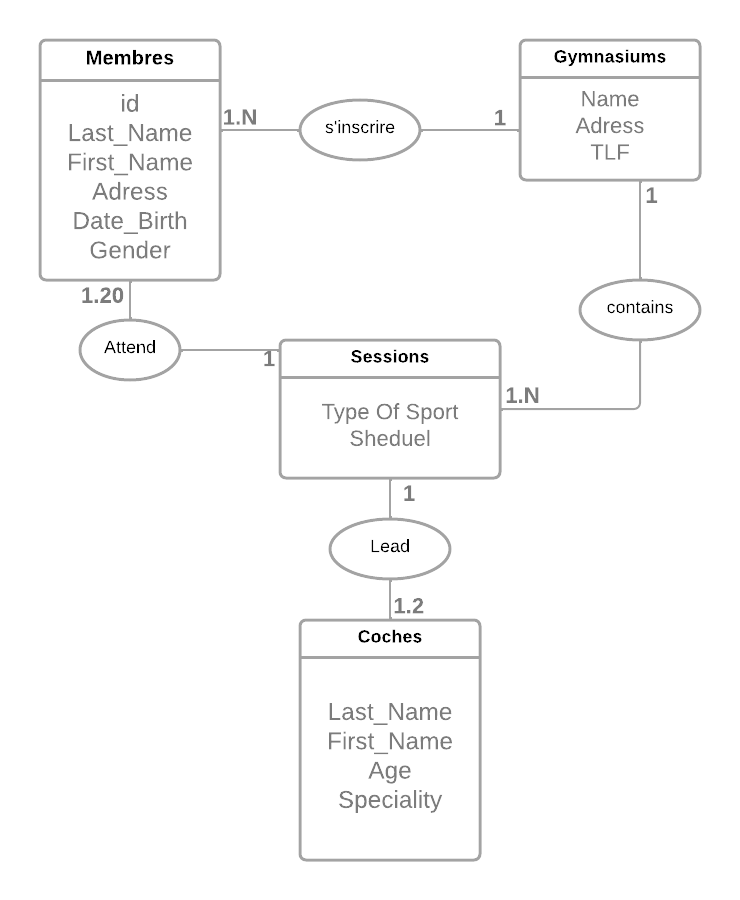 Membres
id
Last_Name
First_Name
Adress
Date_Birth
Gender
1.N
s'inscrire
1
Gymnasiums
Name
Adress
TLF
1
contains
1.N
1.20
Attend
1
Sessions
Type Of Sport
Sheduel
1
Lead
1.2
Coches
Last_Name
First_Name
Age
Speciality